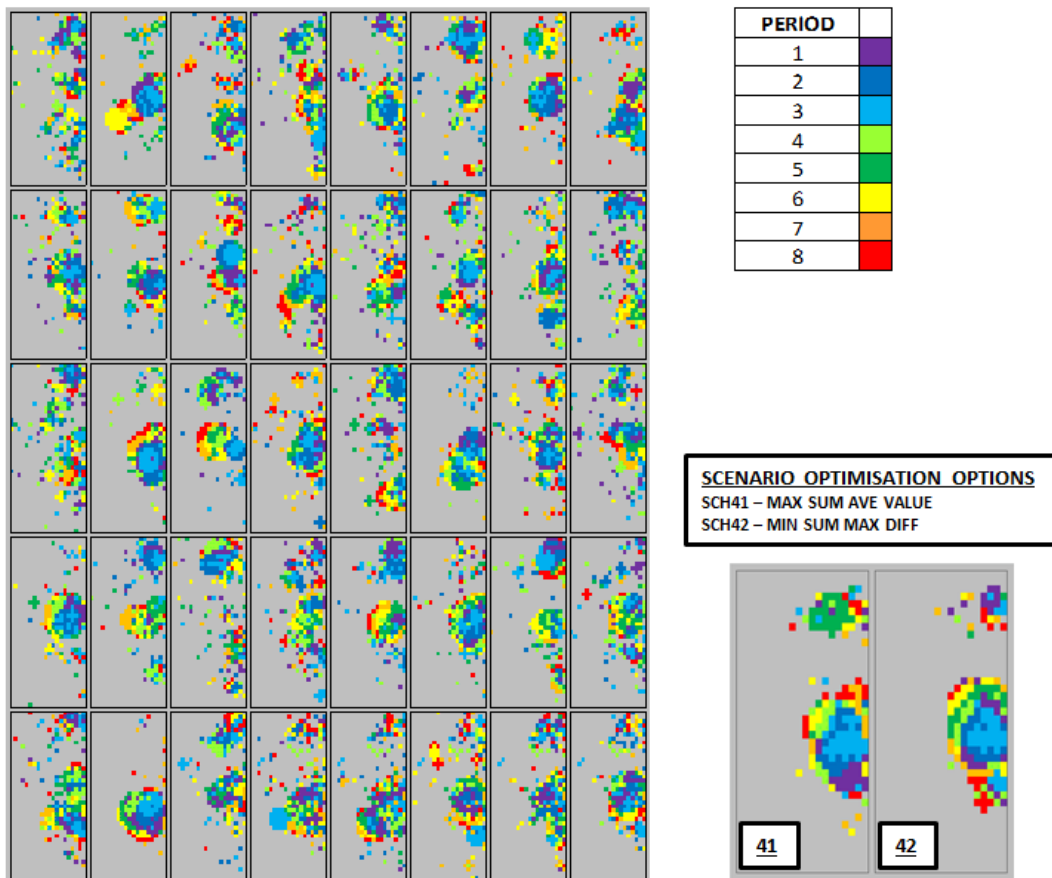 PERIOD
1
2
3
4
5
6
7
8
SCENARIO OPTIMISATION OPTIONS
SCH41 – MAX SUM AVE VALUE
SCH42 – MIN SUM MAX DIFF
41
42